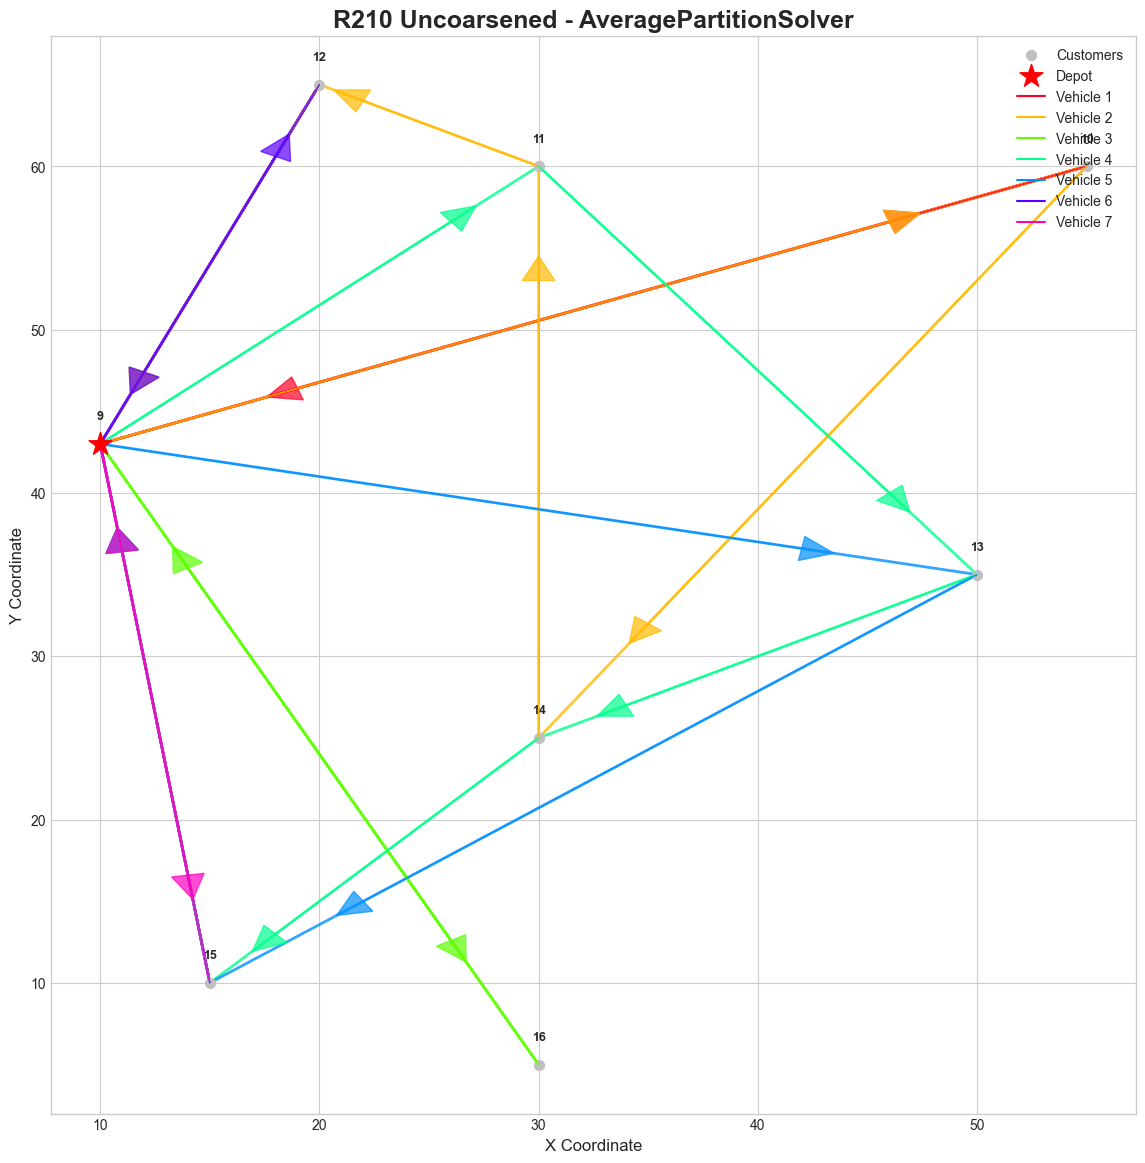 R210 Uncoarsened - AveragePartitionSolver
Customers
Depot
Vehicle 1
Vehicle 2
Vehicle 3
Vehicle 4
Vehicle 5
Vehicle 6
Vehicle 7
12
11
10
9
13
14
15
16
Y Coordinate
60
50
40
30
20
10
10
20
30
40
50
X Coordinate